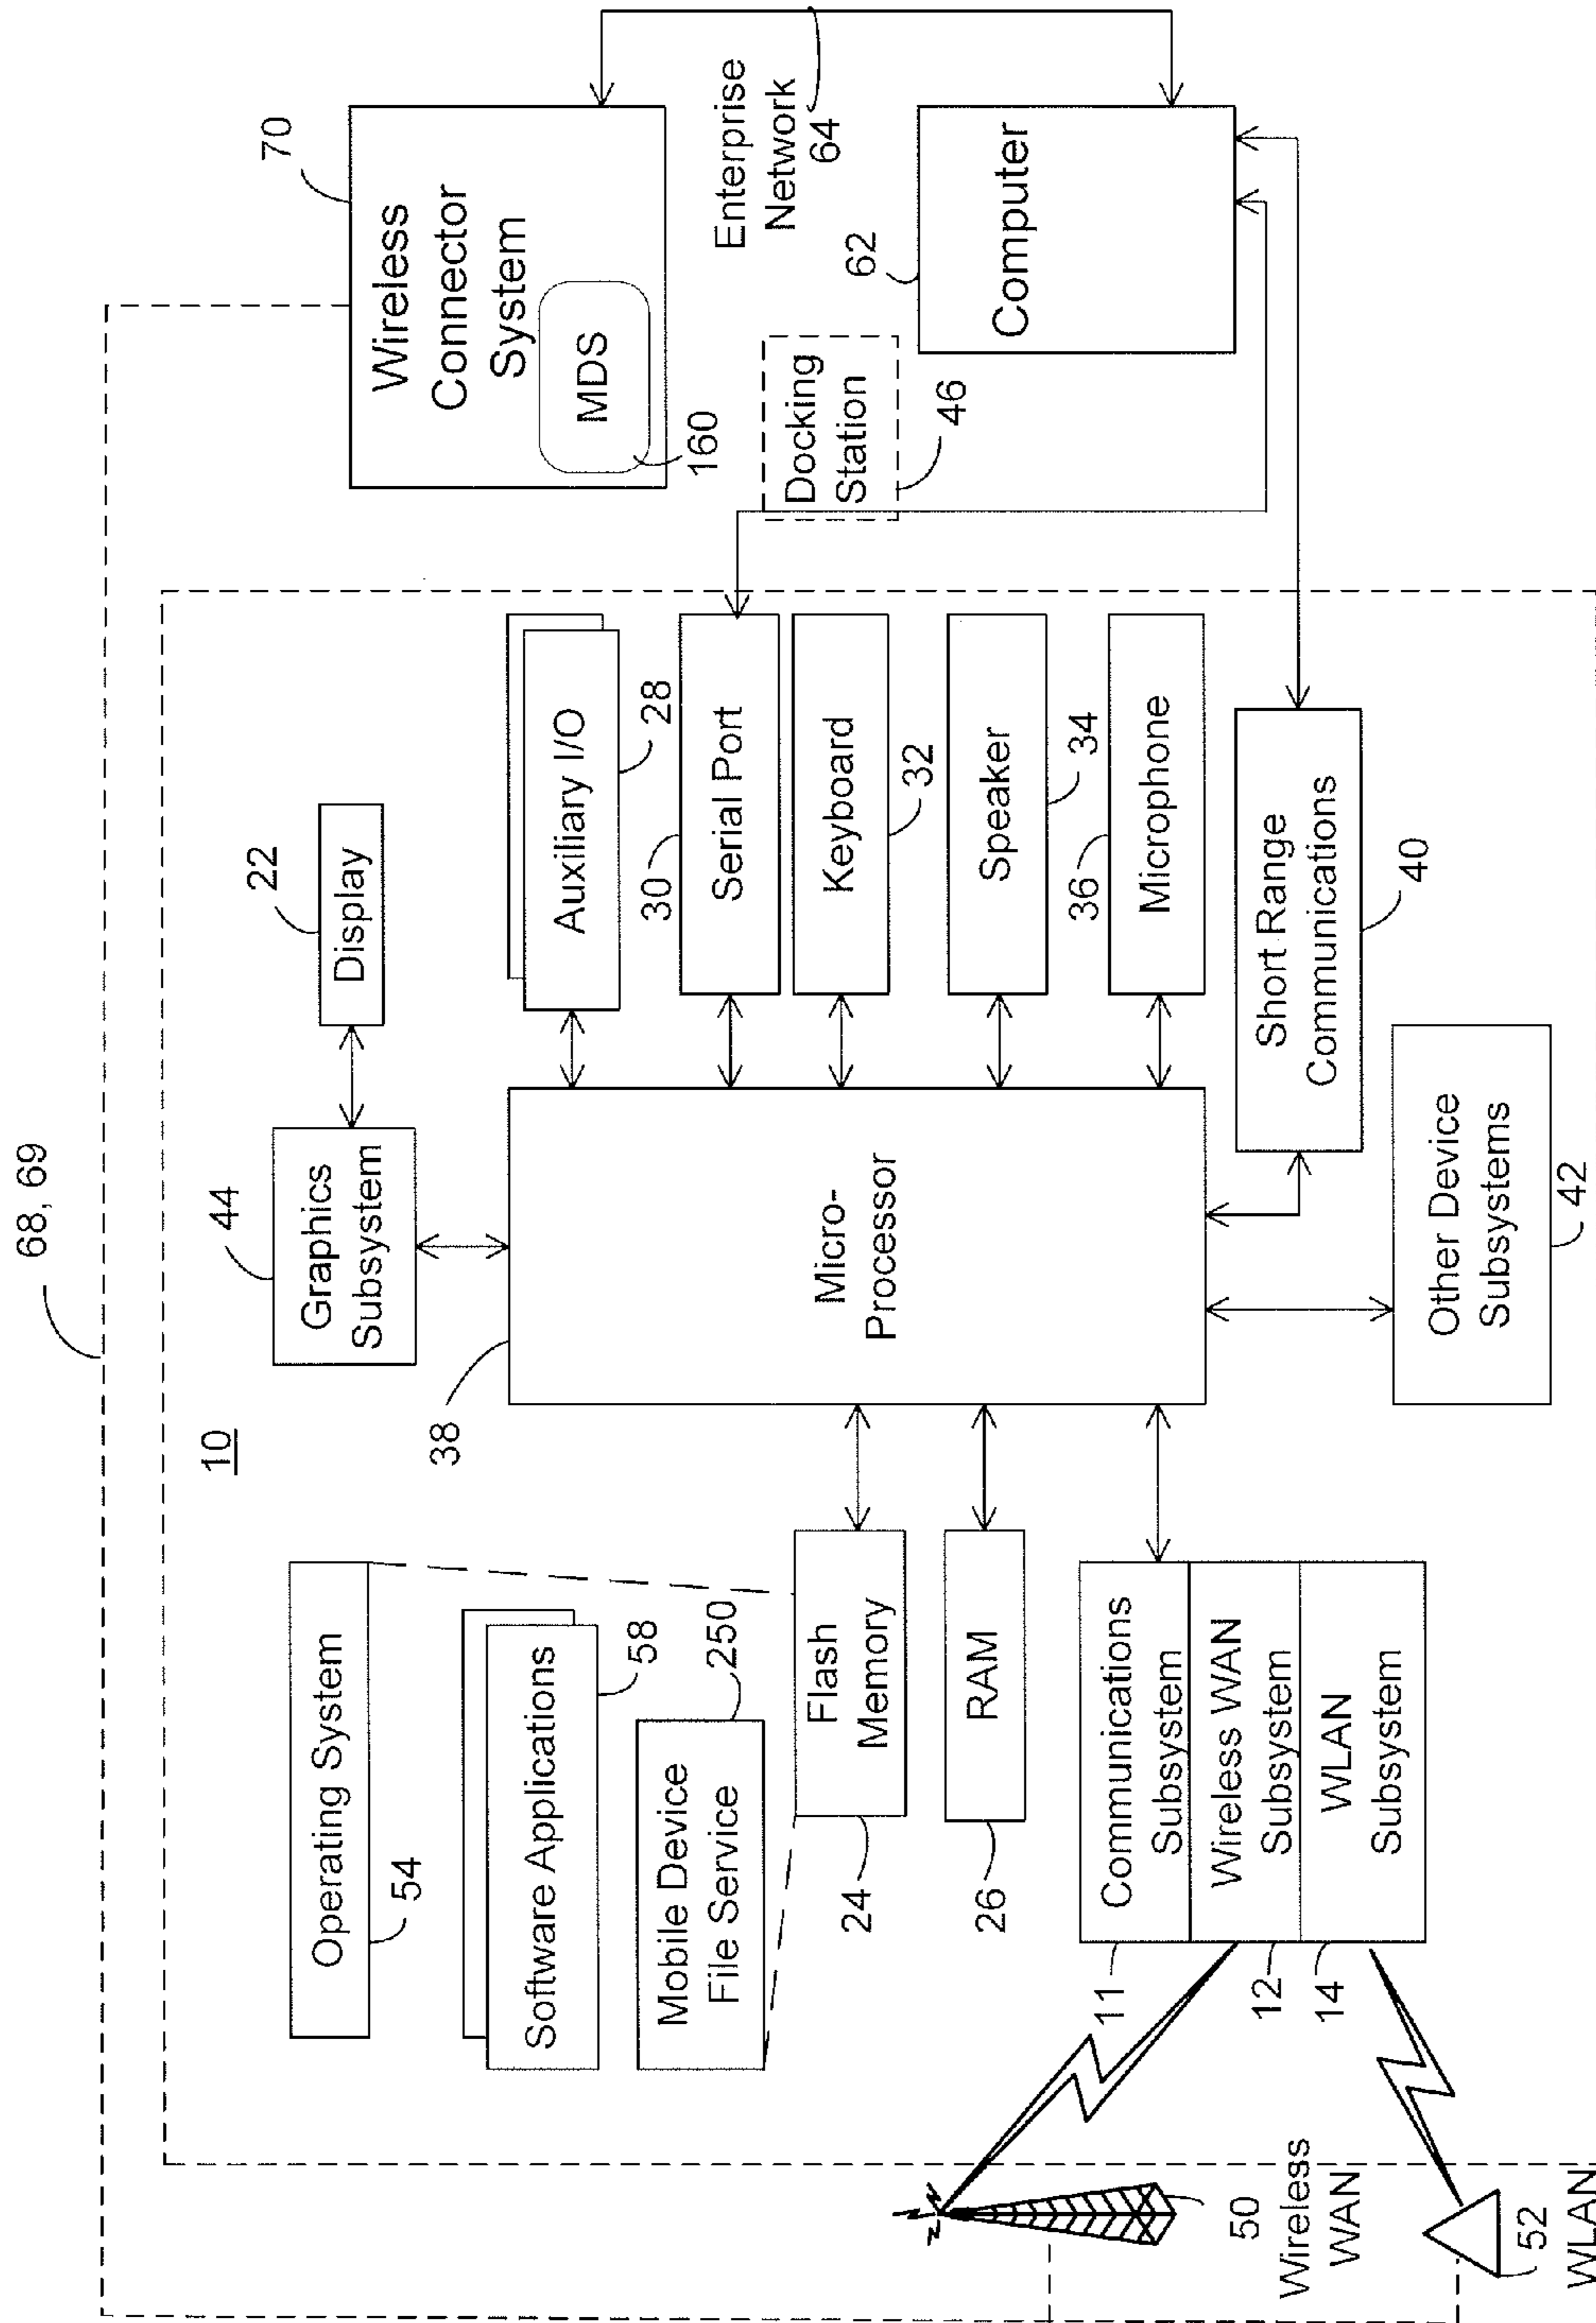 68, 69
10
44
Graphics
Subsystem
22
Display
70
Wireless
Connector
System
MDS
160
Operating System
54
Software Applications
58
Mobile Device
File Service
250
Flash
Memory
24
RAM
26
Communications
Subsystem
11
Wireless WAN
Subsystem
12
WLAN
Subsystem
14
38
Micro-
Processor
Auxiliary I/O
28
30
Serial Port
Keyboard
32
Speaker
34
36
Microphone
Short Range
Communications
40
Other Device
Subsystems
42
Docking
Station
46
Enterprise
Network
64
62
Computer
50
Wireless
WAN
52
WLAN